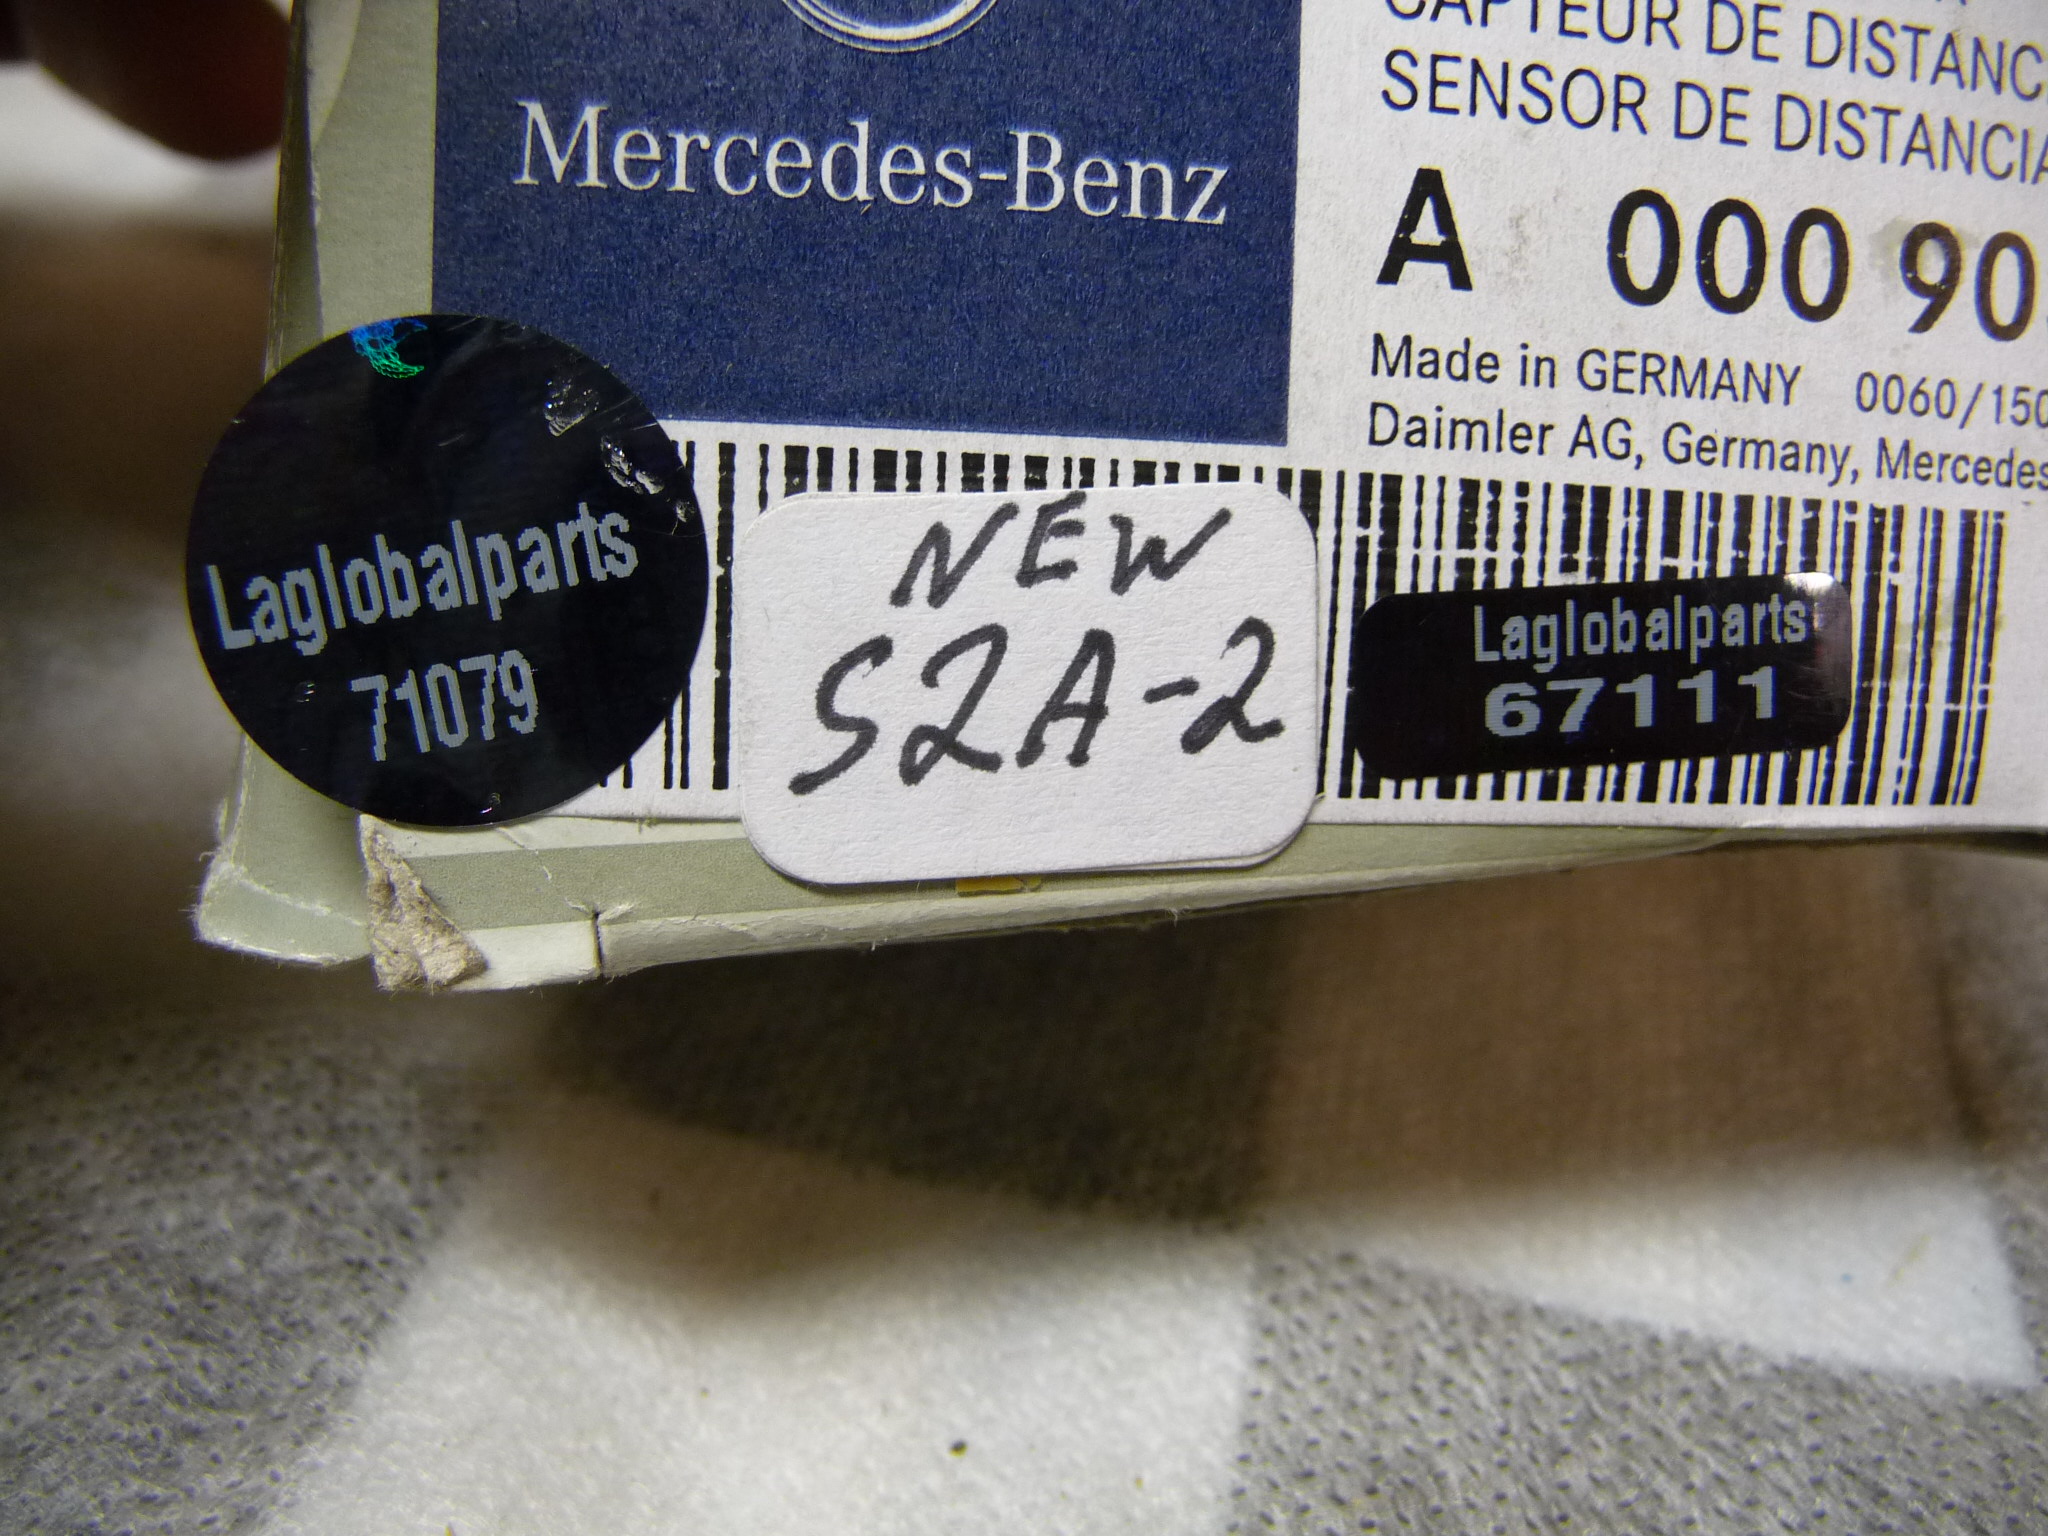 Mercedes-Benz
CAPTEUR DE DISTANC
SENSOR DE DISTANCIA
A 000 90
Made in GERMANY 0060/150
Daimler AG, Germany, Mercedes
Laglobalparts
71079
NEW
S2A-2
Laglobalparts
67111